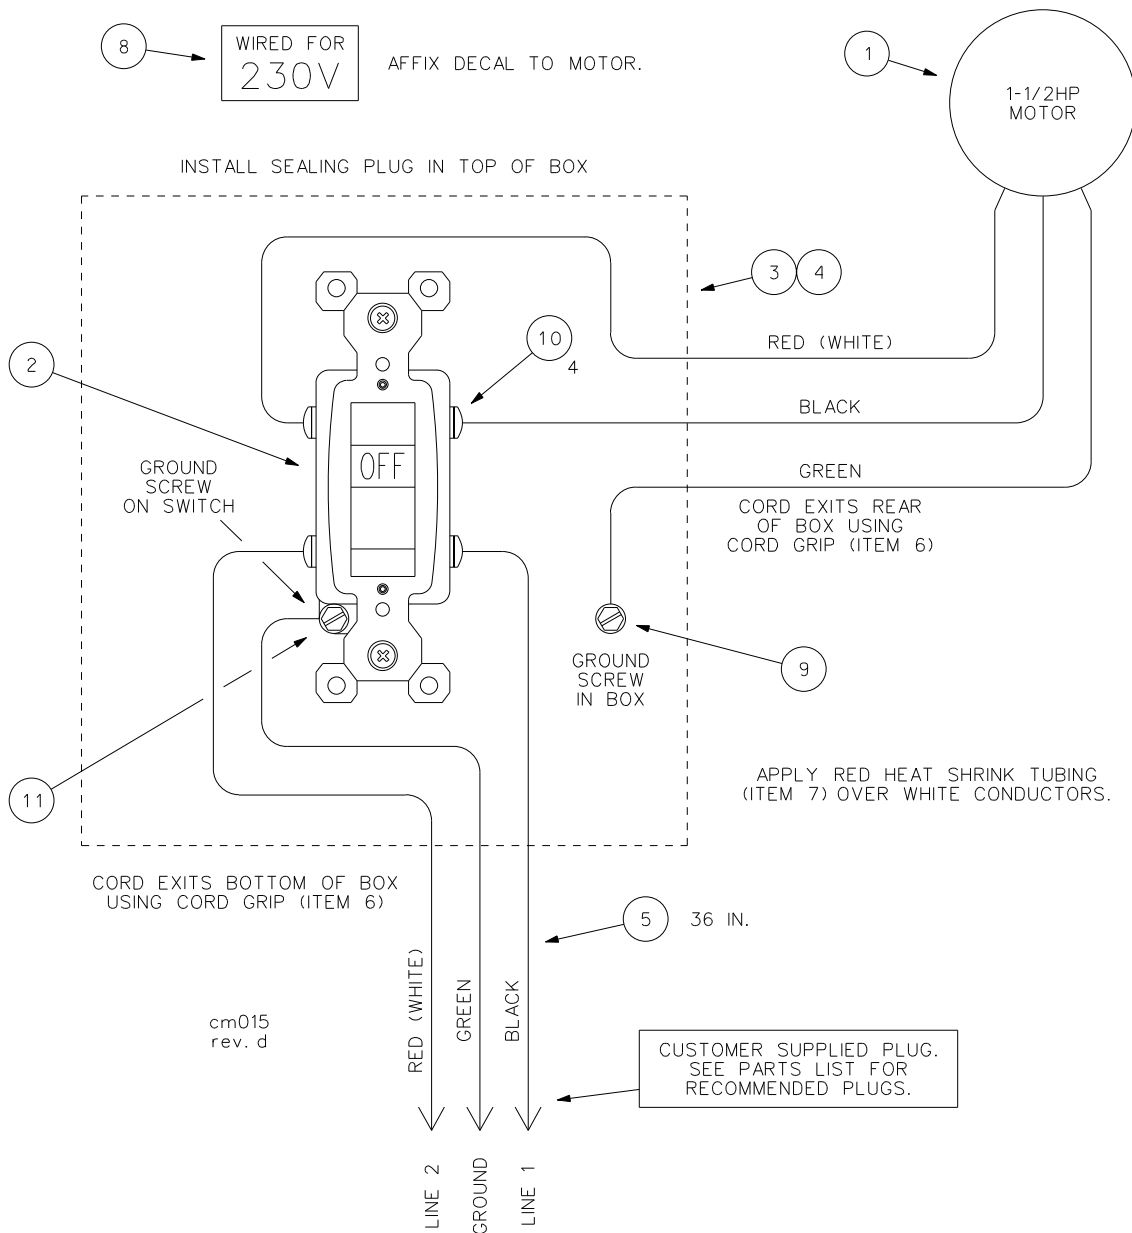 8
WIRED FOR
230V
AFFIX DECAL TO MOTOR.
1
1-1/2HP
MOTOR
INSTALL SEALING PLUG IN TOP OF BOX
3
4
RED (WHITE)
10
4
2
BLACK
OFF
GROUND
SCREW
ON SWITCH
GREEN
CORD EXITS REAR
OF BOX USING
CORD GRIP (ITEM 6)
GROUND
SCREW
IN BOX
9
11
APPLY RED HEAT SHRINK TUBING
(ITEM 7) OVER WHITE CONDUCTORS.
CORD EXITS BOTTOM OF BOX
USING CORD GRIP (ITEM 6)
5
36 IN.
RED (WHITE)
GREEN
BLACK
cm015
rev. d
CUSTOMER SUPPLIED PLUG.
SEE PARTS LIST FOR
RECOMMENDED PLUGS.
LINE 2
GROUND
LINE 1